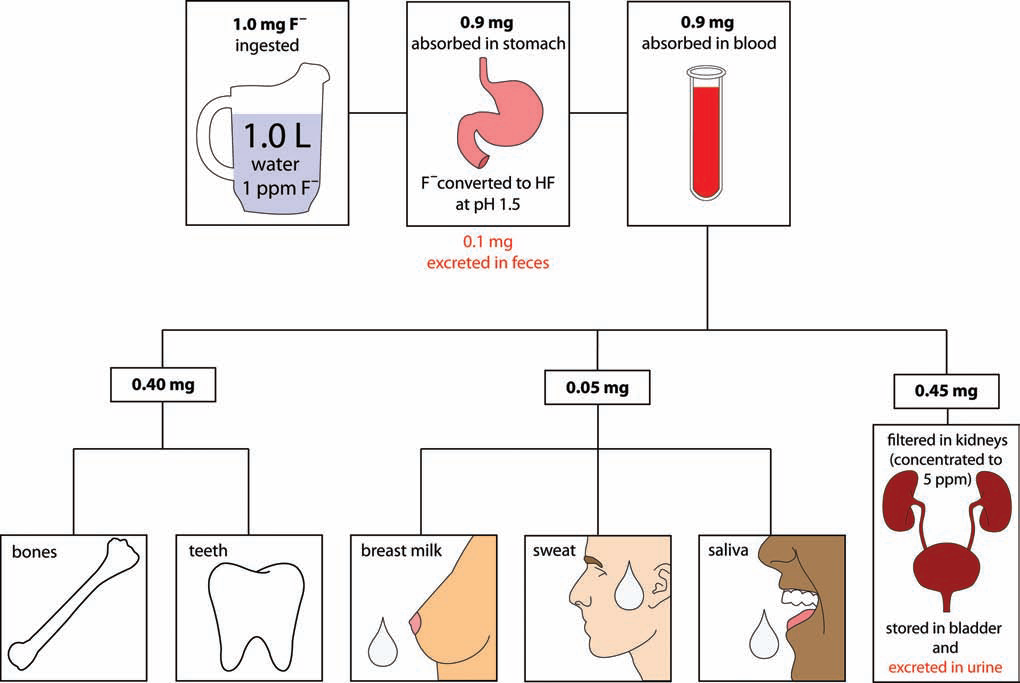 1.0 mg F⁻
ingested
1.0 L
water
1 ppm F⁻
0.9 mg
absorbed in stomach
F⁻converted to HF
at pH 1.5
0.1 mg
excreted in feces
0.9 mg
absorbed in blood
0.40 mg
0.05 mg
0.45 mg
bones
teeth
breast milk
sweat
saliva
filtered in kidneys
(concentrated to
5 ppm)
stored in bladder
and
excreted in urine